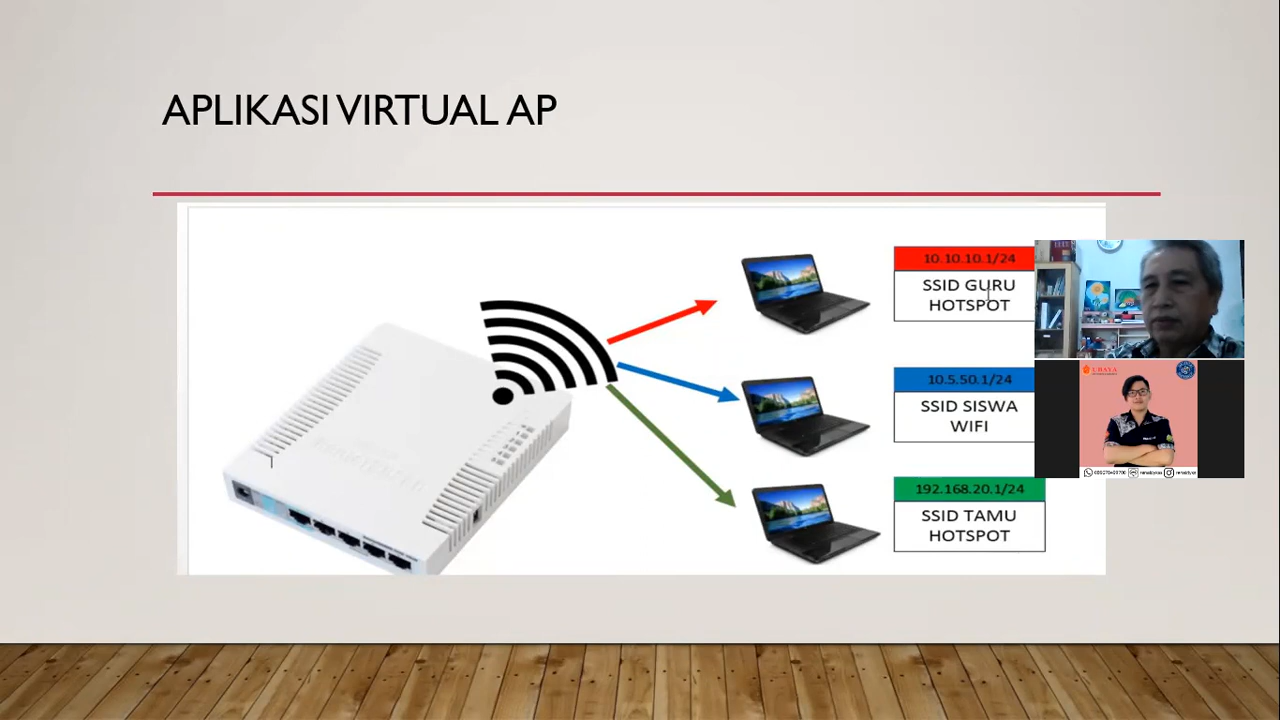 APLIKASI VIRTUAL AP
10.10.10.1/24
SSID GURU
HOTSPOT
10.5.50.1/24
SSID SISWA
WIFI
192.168.20.1/24
SSID TAMU
HOTSPOT
UBAYA